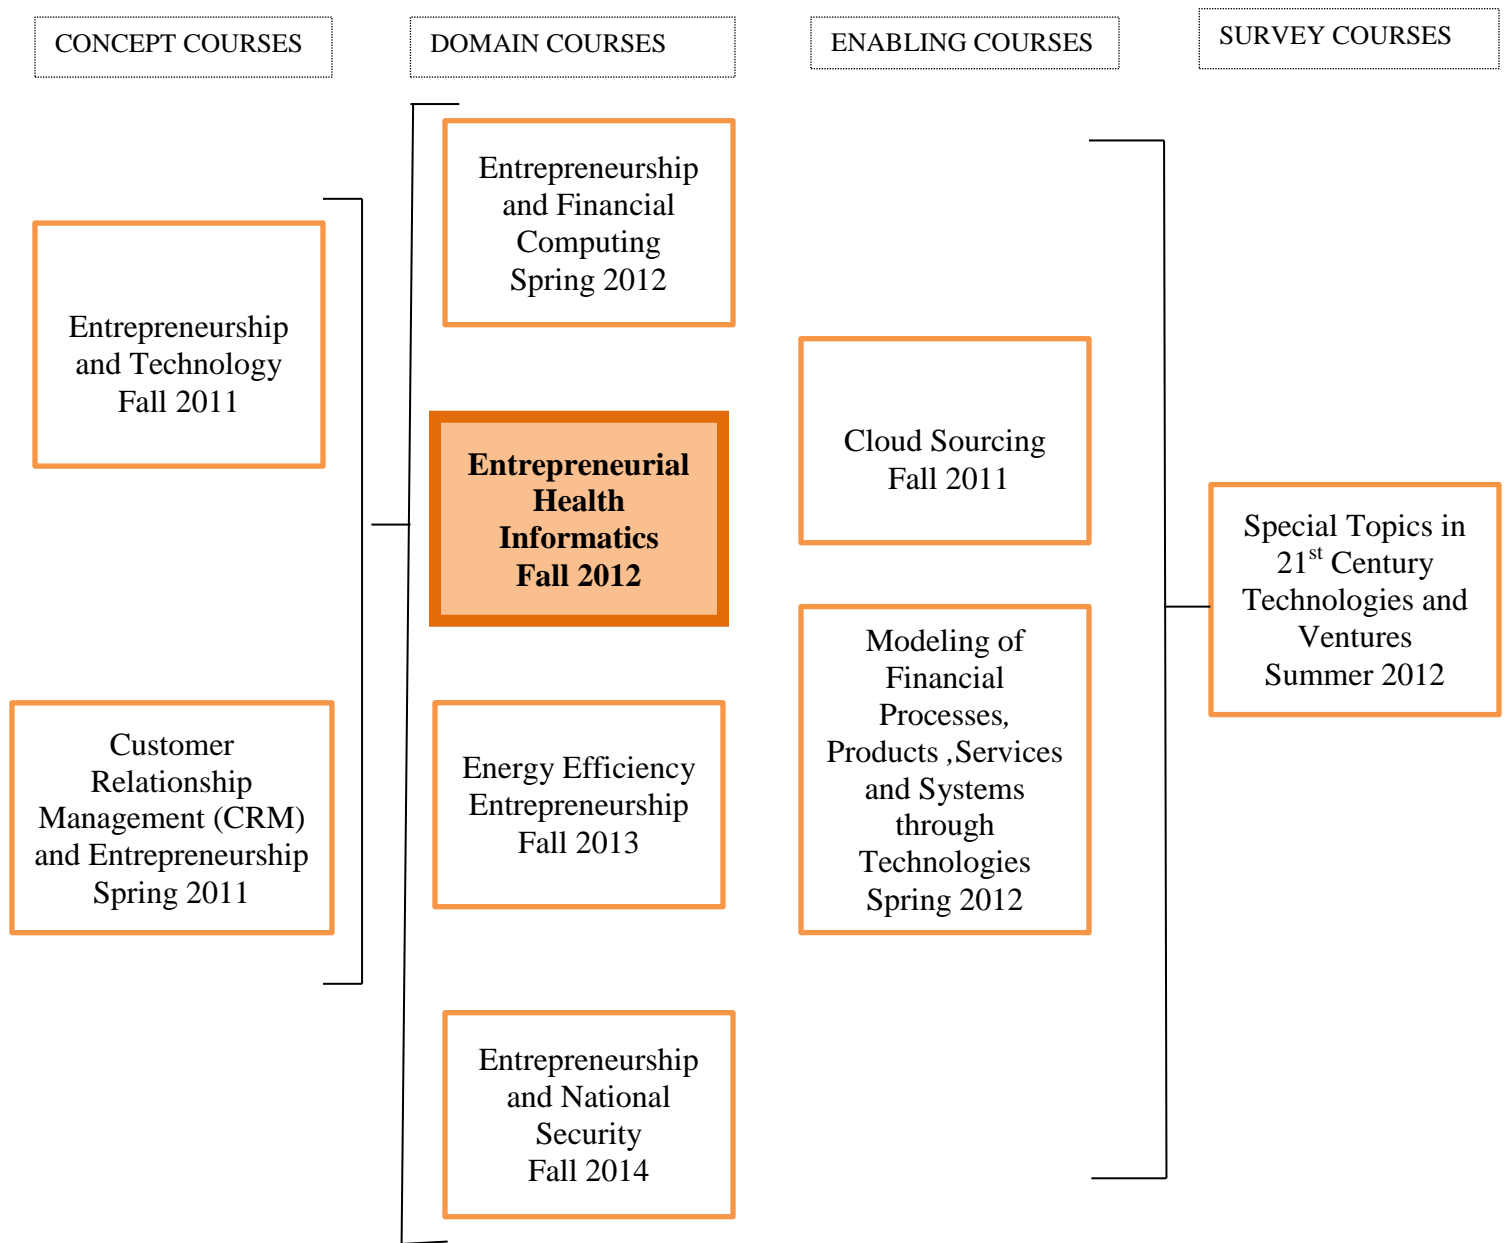 CONCEPT COURSES
DOMAIN COURSES
ENABLING COURSES
SURVEY COURSES
Entrepreneurship
and Technology
Fall 2011
Customer
Relationship
Management (CRM)
and Entrepreneurship
Spring 2011
Entrepreneurship
and Financial
Computing
Spring 2012
Entrepreneurial
Health
Informatics
Fall 2012
Energy Efficiency
Entrepreneurship
Fall 2013
Entrepreneurship
and National
Security
Fall 2014
Cloud Sourcing
Fall 2011
Modeling of
Financial
Processes,
Products ,Services
and Systems
through
Technologies
Spring 2012
Special Topics in
21st Century
Technologies and
Ventures
Summer 2012